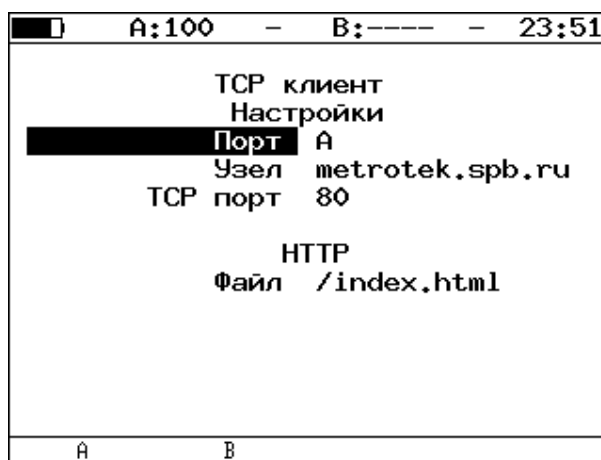 A:100 – B:---- – 23:51
TCP клиент
Настройки
Порт A
Узел metrotek.spb.ru
TCP порт 80
HTTP
Файл /index.html
A B